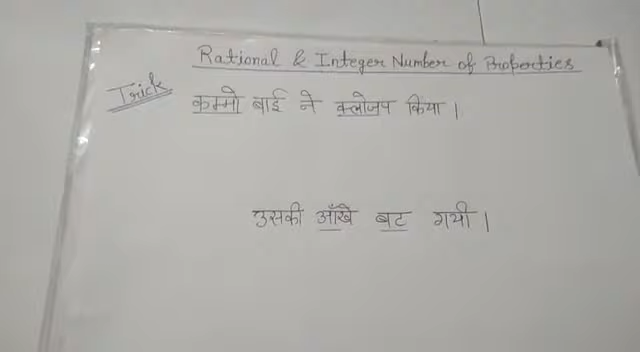 Rational & Integer Number of Properties
Trick
कम्मो बाई ने क्लोजप किया।
उसकी आँखे बट गयी।